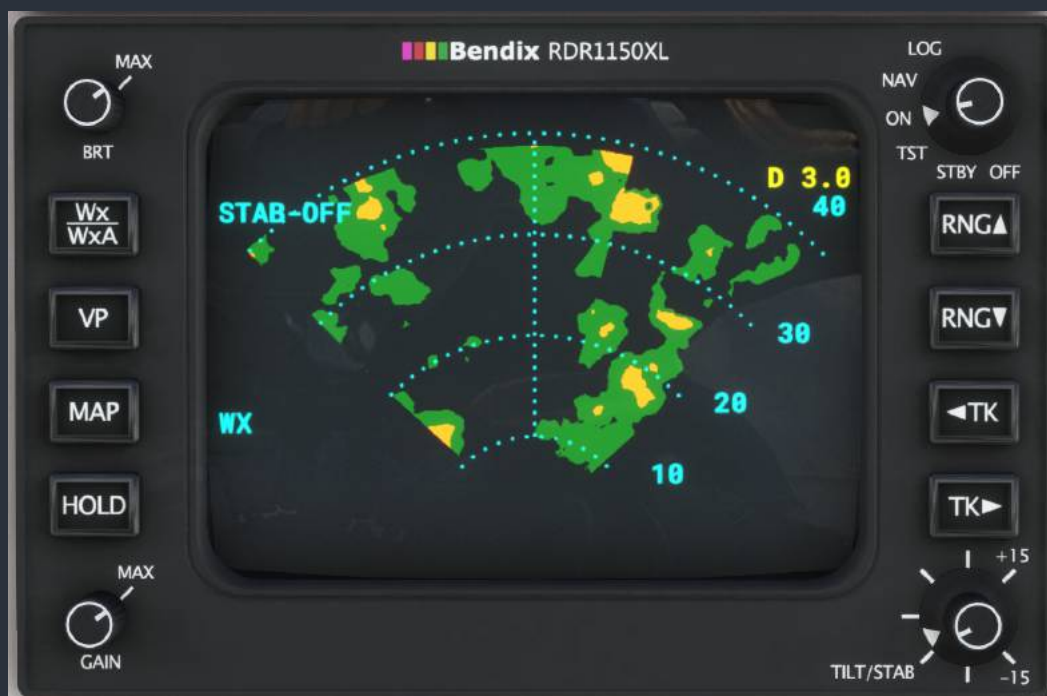 Bendix RDR1150XL
MAX
BRT
LOG
NAV
ON
TST
STBY OFF
Wx
WxA
STAB-OFF
D 3.0
40
RNG▲
VP
30
RNG▼
MAP
WX
20
◄TK
HOLD
10
TK►
MAX
GAIN
+15
TILT/STAB
-15